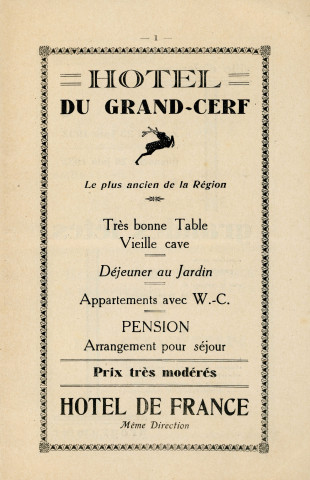 — 1 —
HOTEL
DU GRAND-CERF
Le plus ancien de la Région
Très bonne Table
Vieille cave
Déjeuner au Jardin
Appartements avec W.-C.
PENSION
Arrangement pour séjour
Prix très modérés
HOTEL DE FRANCE
Même Direction